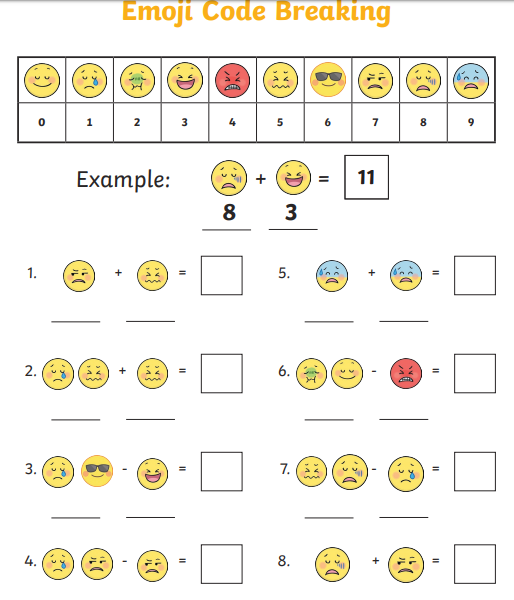 Emoji Code Breaking
0 1 2 3 4 5 6 7 8 9
Example: + = 11
8 3
1. + =
5. + =
2. + =
6. - =
3. - =
7. - =
4. - =
8. + =